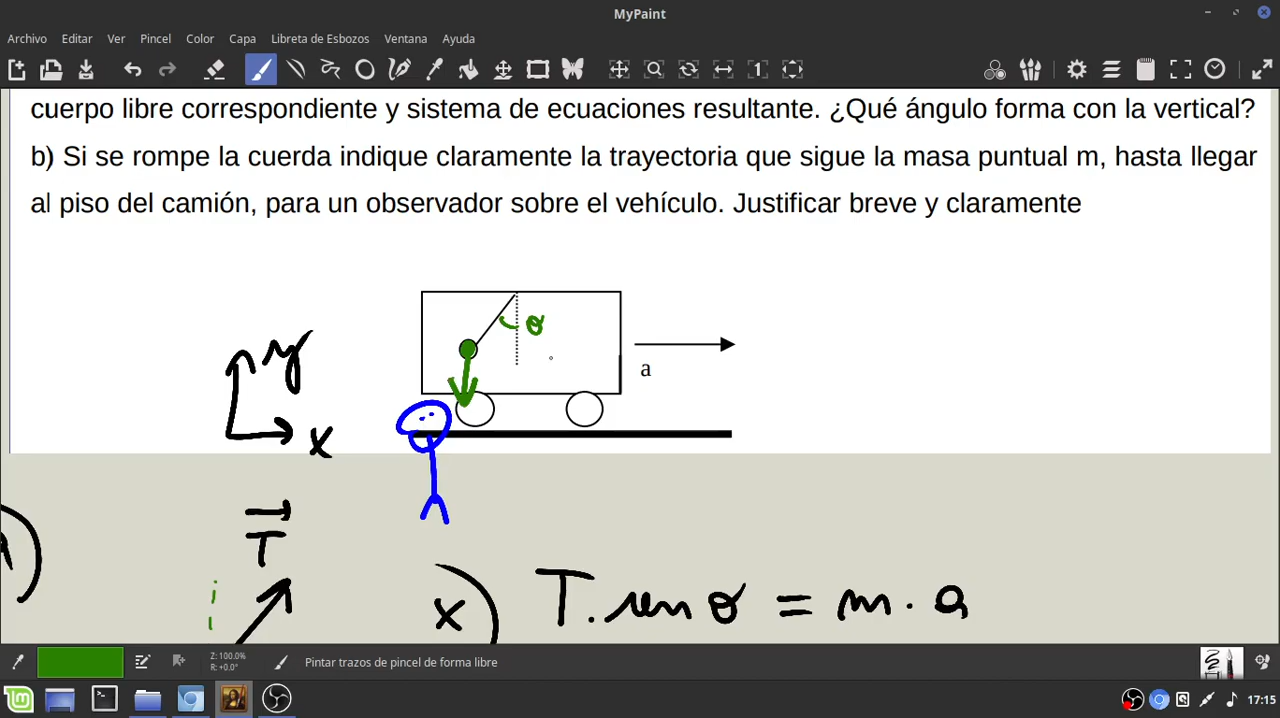 MyPaint
Archivo Editar Ver Pincel Color Capa Libreta de Esbozos Ventana Ayuda
cuerpo libre correspondiente y sistema de ecuaciones resultante. ¿Qué ángulo forma con la vertical?
b) Si se rompe la cuerda indique claramente la trayectoria que sigue la masa puntual m, hasta llegar
al piso del camión, para un observador sobre el vehículo. Justificar breve y claramente
y
x
a
T
x) T. sen σ = m. a
Z: 100.0%
R: +0.0°
Pintar trazos de pincel de forma libre
17:15